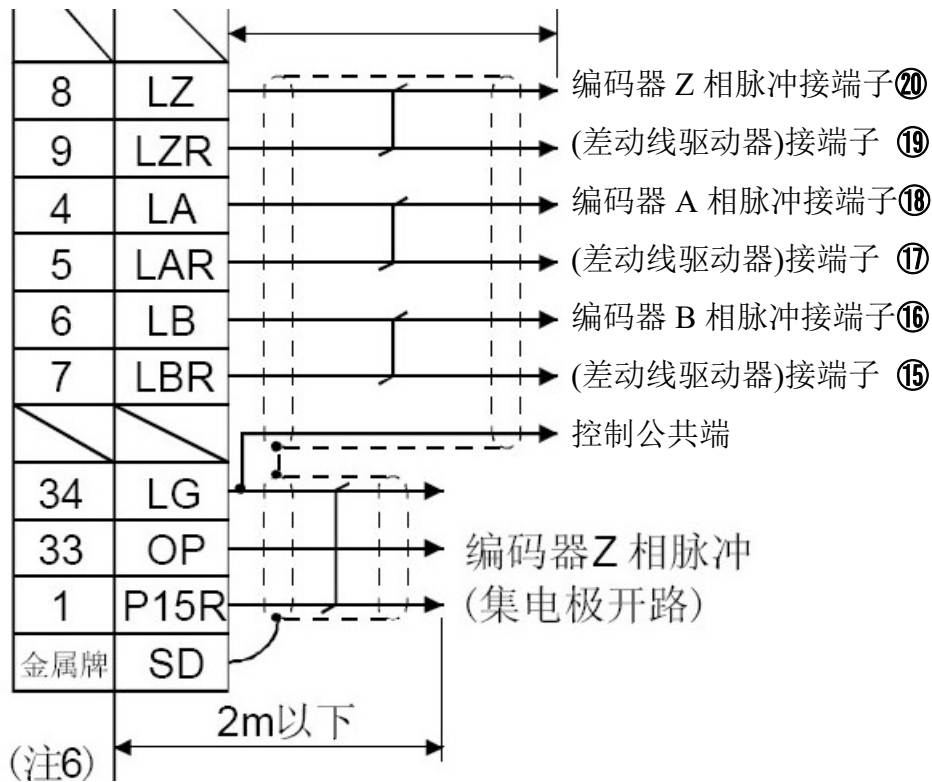 8 LZ 编码器 Z 相脉冲接端子⑳
9 LZR (差动线驱动器)接端子 ⑲
4 LA 编码器 A 相脉冲接端子⑱
5 LAR (差动线驱动器)接端子 ⑰
6 LB 编码器 B 相脉冲接端子⑯
7 LBR (差动线驱动器)接端子 ⑮
控制公共端
34 LG
33 OP 编码器Z 相脉冲
1 P15R (集电极开路)
金属牌 SD
2m以下
(注6)